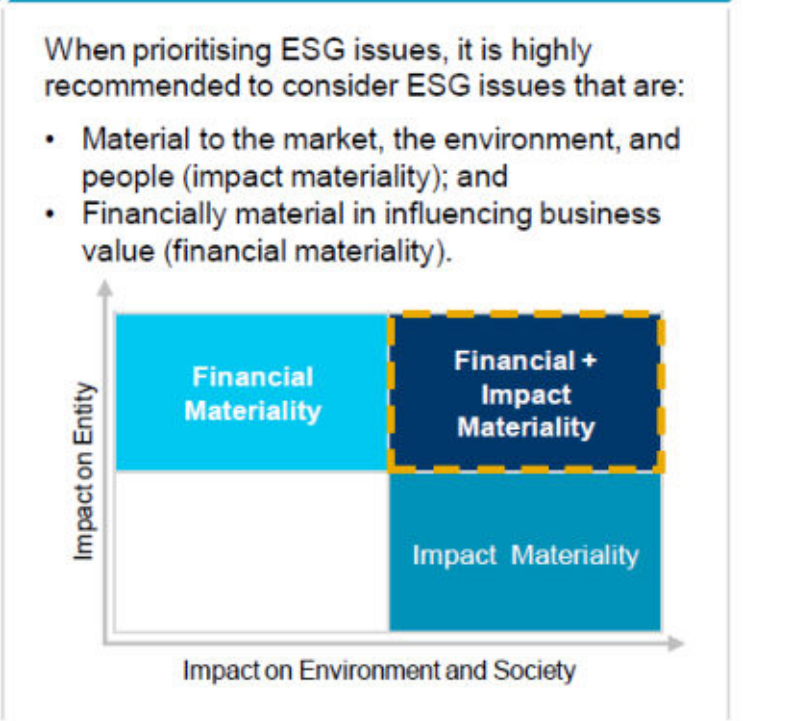 When prioritising ESG issues, it is highly
recommended to consider ESG issues that are:
• Material to the market, the environment, and
people (impact materiality); and
• Financially material in influencing business
value (financial materiality).
Impact on Entity
Financial
Materiality
Financial +
Impact
Materiality
Impact Materiality
Impact on Environment and Society